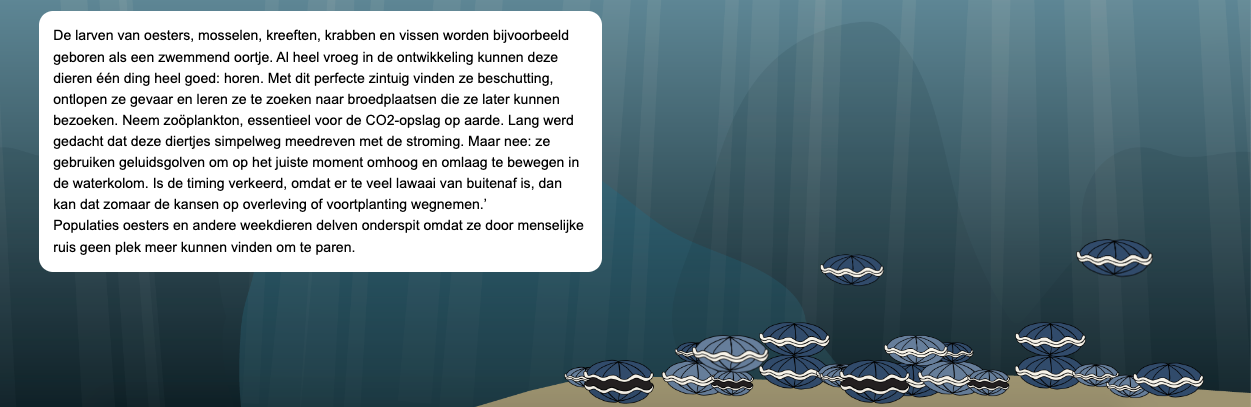 De larven van oesters, mosselen, kreeften, krabben en vissen worden bijvoorbeeld
geboren als een zwemmend oortje. Al heel vroeg in de ontwikkeling kunnen deze
dieren één ding heel goed: horen. Met dit perfecte zintuig vinden ze beschutting,
ontlopen ze gevaar en leren ze te zoeken naar broedplaatsen die ze later kunnen
bezoeken. Neem zoöplankton, essentieel voor de CO2-opslag op aarde. Lang werd
gedacht dat deze diertjes simpelweg meedreven met de stroming. Maar nee: ze
gebruiken geluidsgolven om op het juiste moment omhoog en omlaag te bewegen in
de waterkolom. Is de timing verkeerd, omdat er te veel lawaai van buitenaf is, dan
kan dat zomaar de kansen op overleving of voortplanting wegnemen.’
Populaties oesters en andere weekdieren delven onderspit omdat ze door menselijke
ruis geen plek meer kunnen vinden om te paren.